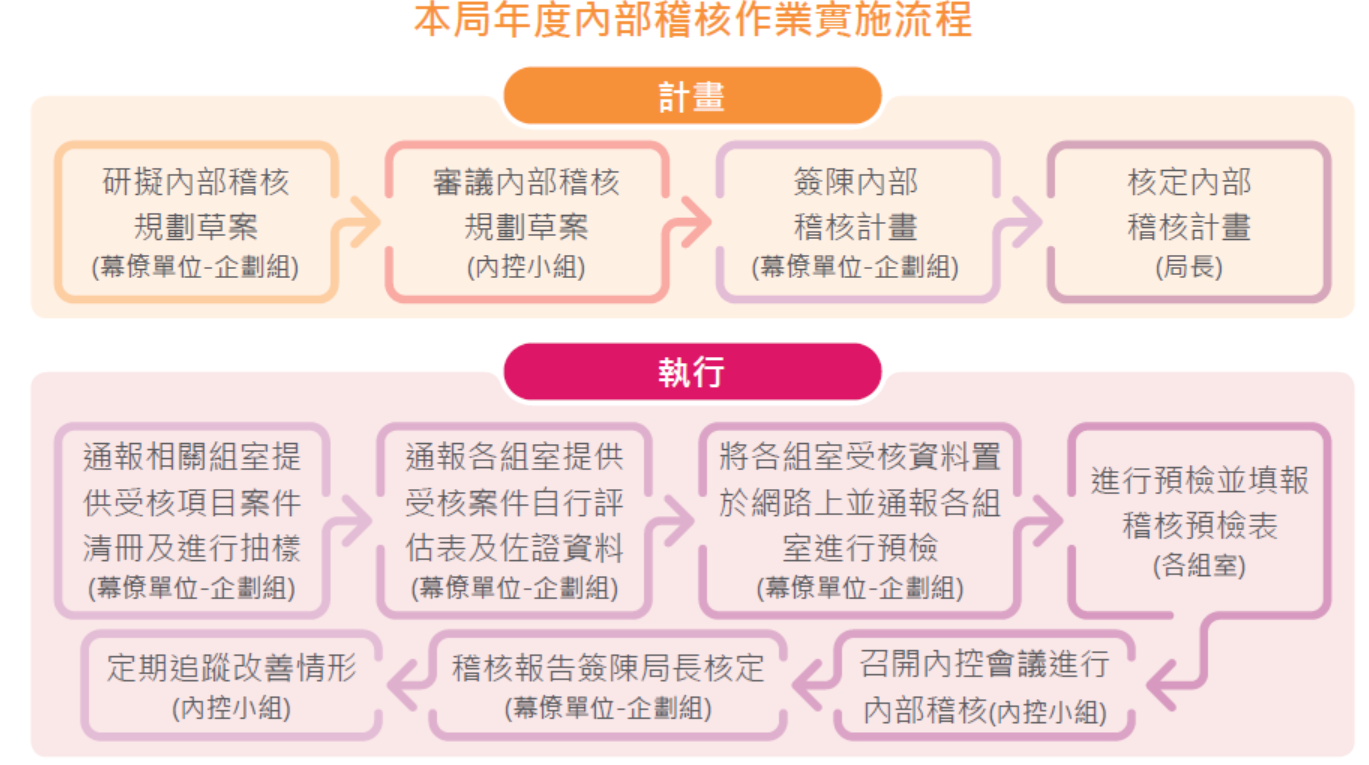 本局年度內部稽核作業實施流程
計畫
研擬內部稽核
規劃草案
(幕僚單位-企劃組)
審議內部稽核
規劃草案
(內控小組)
簽陳內部
稽核計畫
(幕僚單位-企劃組)
核定內部
稽核計畫
(局長)
執行
通報相關組室提
供受核項目案件
清冊及進行抽樣
(幕僚單位-企劃組)
通報各組室提供
受核案件自行評
估表及佐證資料
(幕僚單位-企劃組)
將各組室受核資料置
於網路上並通報各組
室進行預檢
(幕僚單位-企劃組)
進行預檢並填報
稽核預檢表
(各組室)
召開內控會議進行
內部稽核(內控小組)
稽核報告簽陳局長核定
(幕僚單位-企劃組)
定期追蹤改善情形
(內控小組)